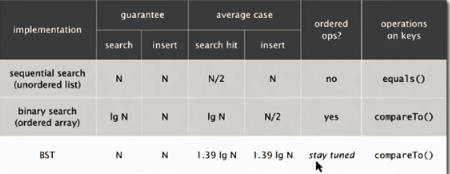 implementation guarantee average case ordered ops? operations on keys
search insert search hit insert
sequential search (unordered list) N N N/2 N no equals()
binary search (ordered array) lg N N lg N N/2 yes compareTo()
BST N N 1.39 lg N 1.39 lg N stay tuned compareTo()